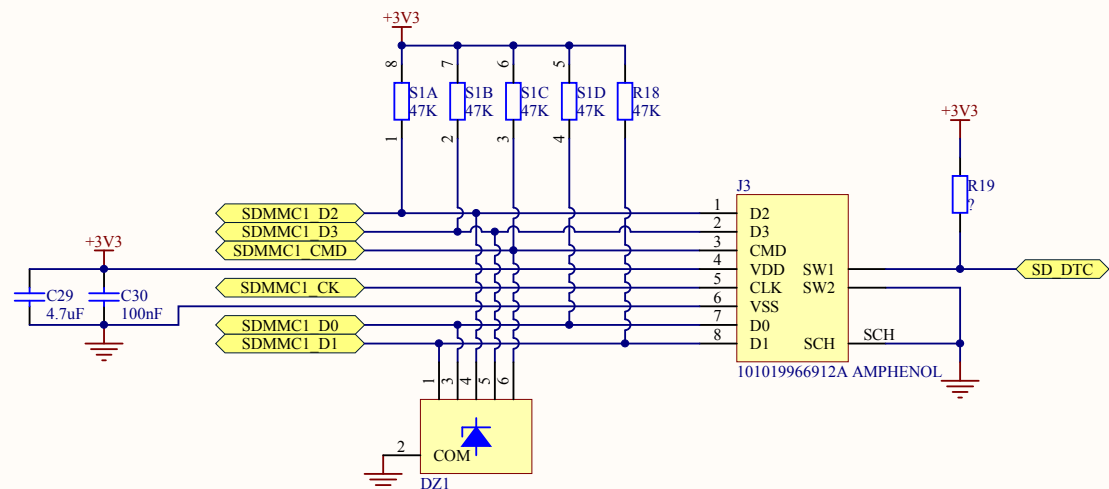 +3V3
8
7
6
5
S1A
47K
S1B
47K
S1C
47K
S1D
47K
R18
47K
1
2
3
4
+3V3
R19
?
J3
SDMMC1_D2
1
D2
SDMMC1_D3
2
D3
SDMMC1_CMD
3
CMD
+3V3
4
VDD
SW1
SD_DTC
SDMMC1_CK
5
CLK
SW2
C29
4.7uF
C30
100nF
6
VSS
SDMMC1_D0
7
D0
SDMMC1_D1
8
D1
SCH
SCH
101019966912A AMPHENOL
1
3
4
5
6
2
COM
DZ1